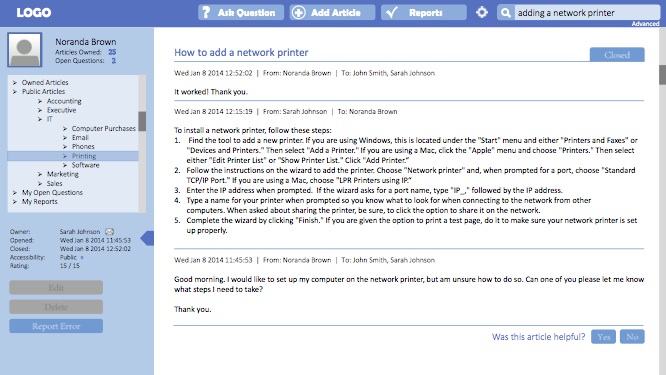 LOGO
? Ask Question
Add Article
Reports
adding a network printer
Advanced
Noranda Brown
Articles Owned: 25
Open Questions: 2
Owned Articles
Public Articles
Accounting
Executive
IT
Computer Purchases
Email
Phones
Printing
Software
Marketing
Sales
My Open Questions
My Reports
Owner: Sarah Johnson
Opened: Wed Jan 8 2014 11:45:53
Closed: Wed Jan 8 2014 12:52:02
Accessibility: Public
Rating: 15 / 15
Edit
Delete
Report Error
How to add a network printer
Closed
Wed Jan 8 2014 12:52:02 | From: Noranda Brown | To: John Smith, Sarah Johnson
It worked! Thank you.
Wed Jan 8 2014 12:15:19 | From: Sarah Johnson | To: Noranda Brown
To install a network printer, follow these steps:
1. Find the tool to add a new printer. If you are using Windows, this is located under the "Start" menu and either "Printers and Faxes" or
"Devices and Printers." Then select "Add a Printer." If you are using a Mac, click the "Apple" menu and choose "Printers." Then select
either "Edit Printer List" or "Show Printer List." Click "Add Printer."
2. Follow the instructions on the wizard to add the printer. Choose "Network printer" and, when prompted for a port, choose "Standard
TCP/IP Port." If you are using a Mac, choose "LPR Printers using IP."
3. Enter the IP address when prompted. If the wizard asks for a port name, type "IP_," followed by the IP address.
4. Type a name for your printer when prompted so you know what to look for when connecting to the network from other
computers. When asked about sharing the printer, be sure, to click the option to share it on the network.
5. Complete the wizard by clicking "Finish." If you are given the option to print a test page, do it to make sure your network printer is set
up properly.
Wed Jan 8 2014 11:45:53 | From: Noranda Brown | To: John Smith, Sarah Johnson
Good morning. I would like to set up my computer on the network printer, but am unsure how to do so. Can one of you please let me know
what steps I need to take?
Thank you.
Was this article helpful? Yes No